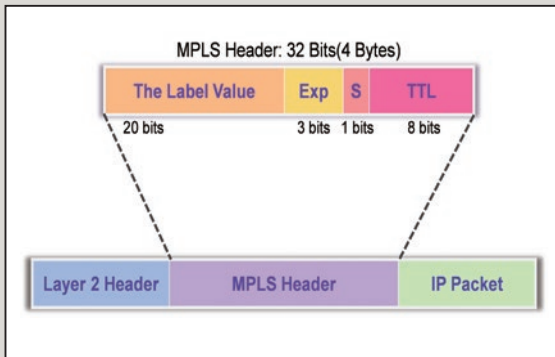 MPLS Header: 32 Bits(4 Bytes)
The Label Value Exp S TTL
20 bits 3 bits 1 bits 8 bits
Layer 2 Header MPLS Header IP Packet